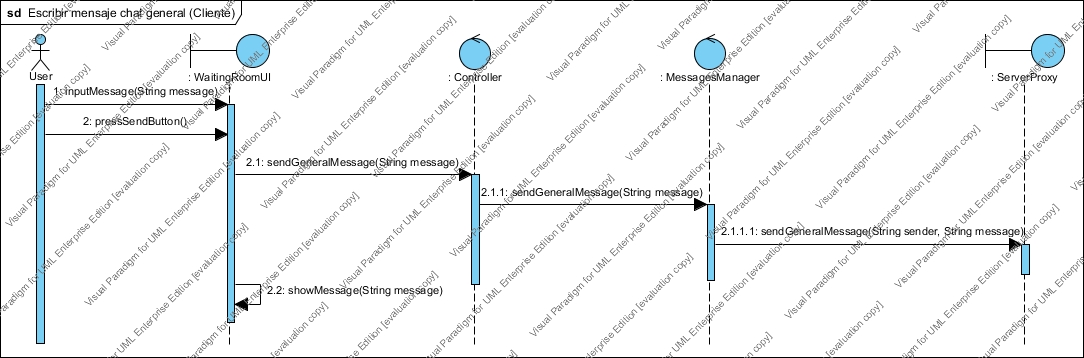 sd Escribir mensaje chat general (Cliente)
User
: WaitingRoomUI
: Controller
: MessagesManager
: ServerProxy
1: inputMessage(String message)
2: pressSendButton()
2.1: sendGeneralMessage(String message)
2.1.1: sendGeneralMessage(String message)
2.1.1.1: sendGeneralMessage(String sender, String message)
2.2: showMessage(String message)
Visual Paradigm for UML Enterprise Edition [evaluation copy]